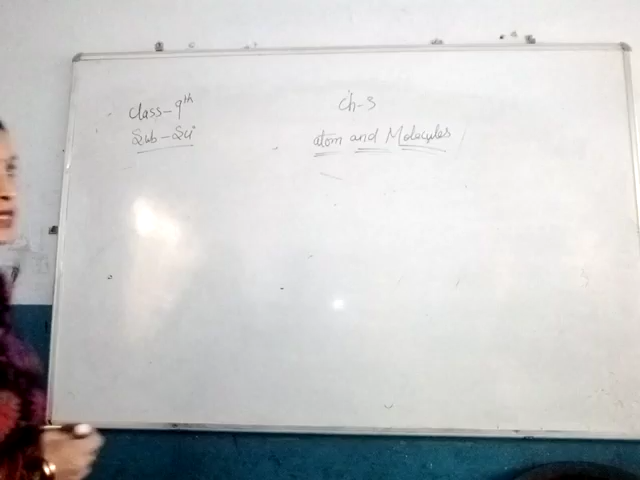 Class - 9th
Sub - Sci
Ch-3
atom and Molecules